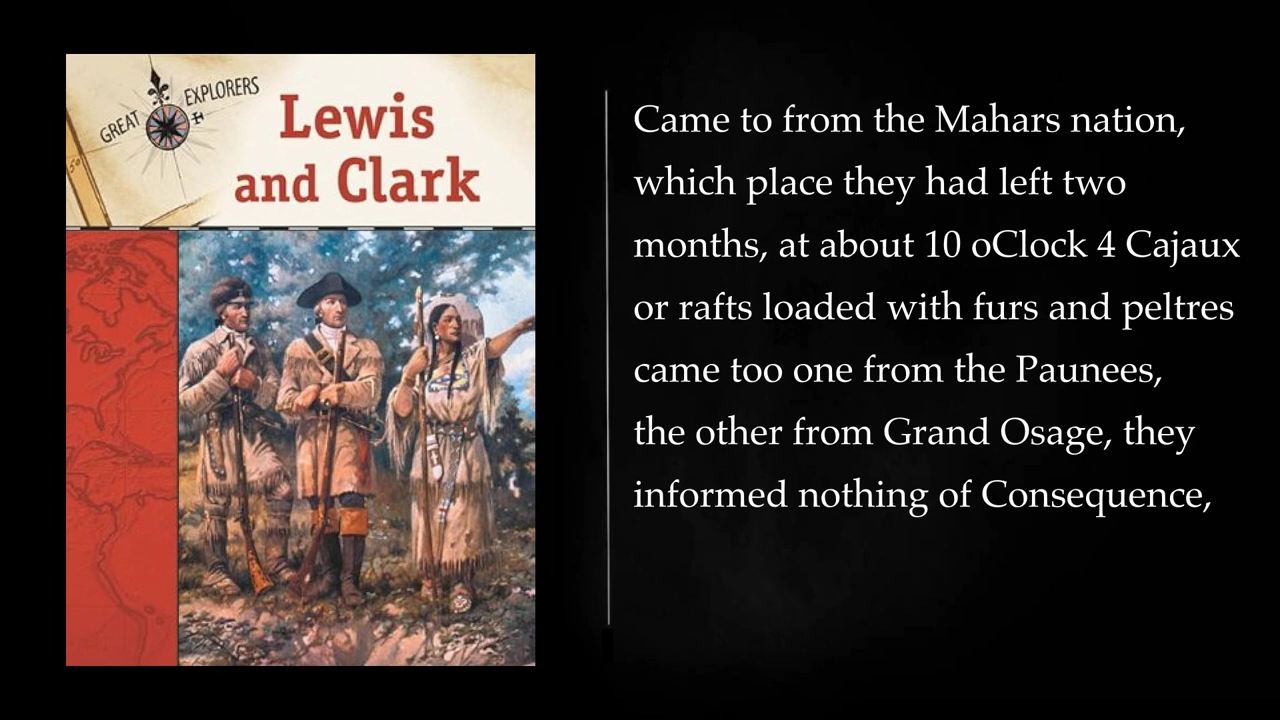 GREAT EXPLORERS
Lewis
and Clark
Came to from the Mahars nation,
which place they had left two
months, at about 10 oClock 4 Cajaux
or rafts loaded with furs and peltres
came too one from the Paunees,
the other from Grand Osage, they
informed nothing of Consequence,